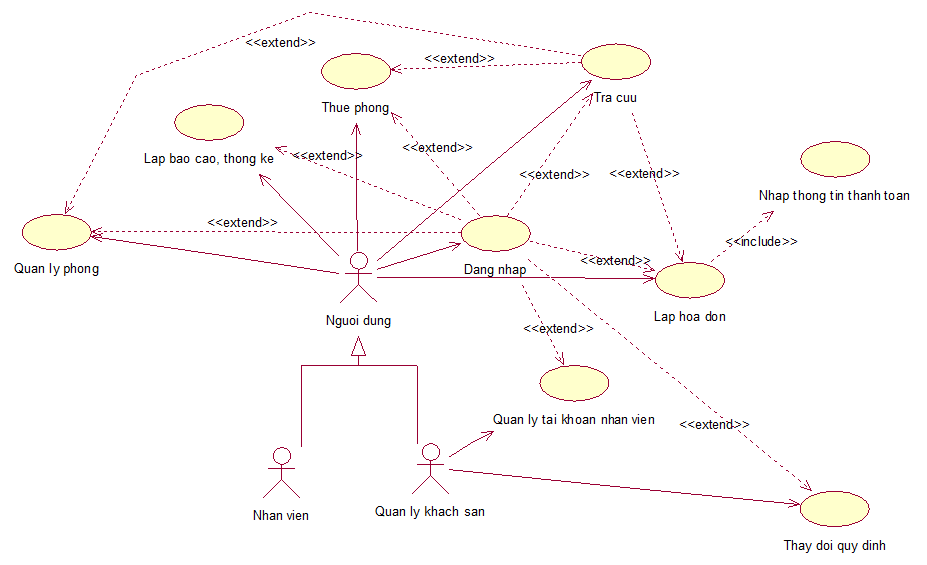 <<extend>>
<<extend>>
Tra cuu
Thue phong
<<extend>>
Lap bao cao, thong ke
<<extend>>
<<extend>>
<<extend>>
Nhap thong tin thanh toan
<<extend>>
<<include>>
Quan ly phong
Dang nhap
<<extend>>
Lap hoa don
Nguoi dung
<<extend>>
Quan ly tai khoan nhan vien
<<extend>>
Nhan vien
Quan ly khach san
Thay doi quy dinh